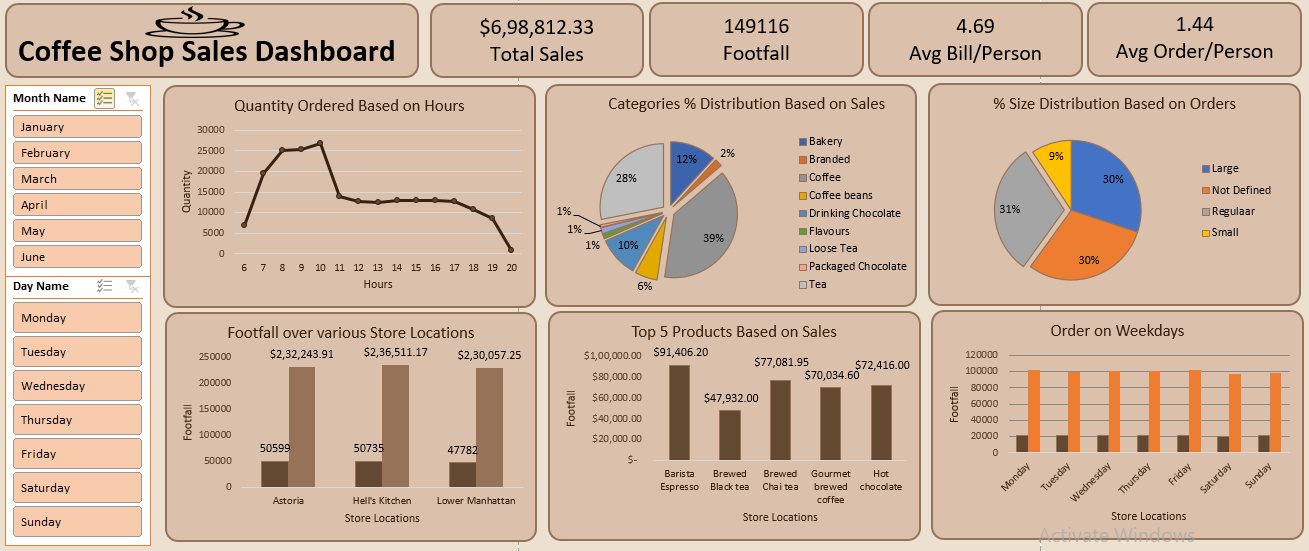 Coffee Shop Sales Dashboard
$6,98,812.33
Total Sales
149116
Footfall
4.69
Avg Bill/Person
1.44
Avg Order/Person
Month Name
January
February
March
April
May
June
Day Name
Monday
Tuesday
Wednesday
Thursday
Friday
Saturday
Sunday
Quantity Ordered Based on Hours
30000
25000
20000
15000
10000
5000
0
Quantity
6 7 8 9 10 11 12 13 14 15 16 17 18 19 20
Hours
Categories % Distribution Based on Sales
12%
2%
39%
6%
10%
1%
1%
1%
28%
Bakery
Branded
Coffee
Coffee beans
Drinking Chocolate
Flavours
Loose Tea
Packaged Chocolate
Tea
% Size Distribution Based on Orders
30%
30%
31%
9%
Large
Not Defined
Regulaar
Small
Footfall over various Store Locations
250000
200000
150000
100000
50000
0
Footfall
$2,32,243.91
$2,36,511.17
$2,30,057.25
50599
50735
47782
Astoria
Hell's Kitchen
Lower Manhattan
Store Locations
Top 5 Products Based on Sales
$1,00,000.00
$80,000.00
$60,000.00
$40,000.00
$20,000.00
$-
Footfall
$91,406.20
$47,932.00
$77,081.95
$70,034.60
$72,416.00
Barista
Espresso
Brewed
Black tea
Brewed
Chai tea
Gourmet
brewed
coffee
Hot
chocolate
Store Locations
Order on Weekdays
120000
100000
80000
60000
40000
20000
0
Footfall
Monday
Tuesday
Wednesday
Thursday
Friday
Saturday
Sunday
Store Locations
Activate Windows